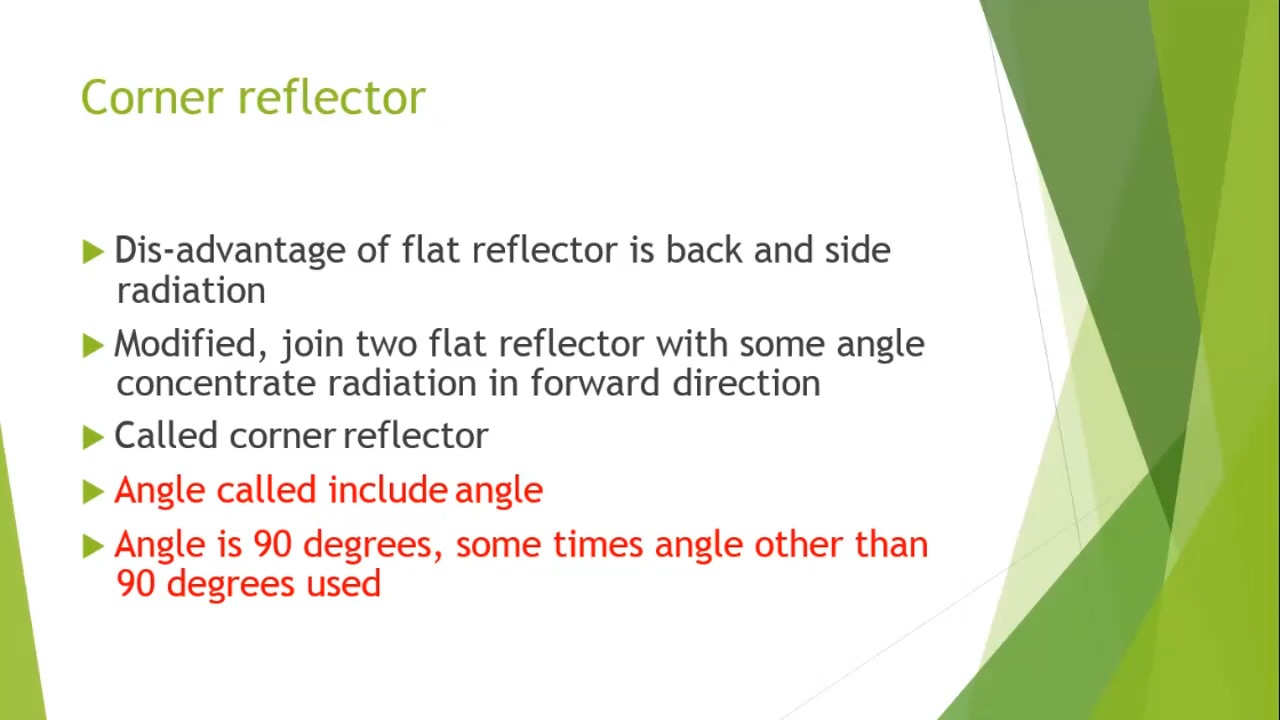 Corner reflector
Dis-advantage of flat reflector is back and side
radiation
Modified, join two flat reflector with some angle
concentrate radiation in forward direction
Called corner reflector
Angle called include angle
Angle is 90 degrees, some times angle other than
90 degrees used